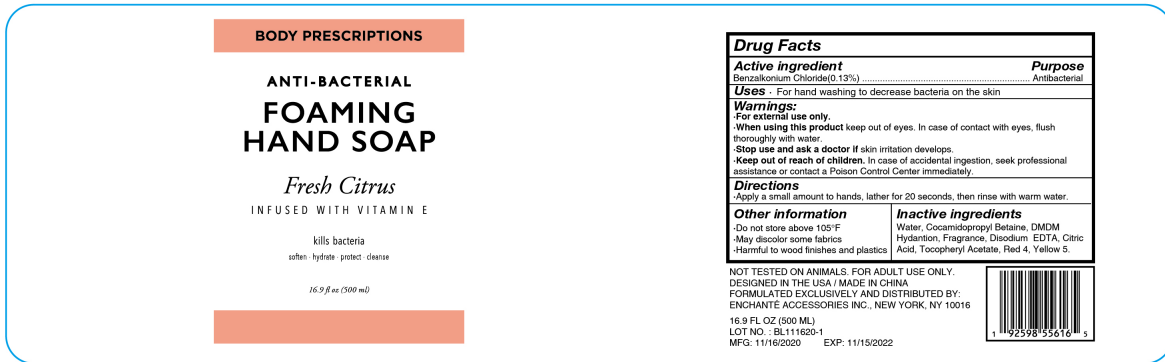 BODY PRESCRIPTIONS
ANTI-BACTERIAL
FOAMING
HAND SOAP
Fresh Citrus
INFUSED WITH VITAMIN E
kills bacteria
soften · hydrate · protect · cleanse
16.9 fl oz (500 ml)
Drug Facts
Active ingredient Purpose
Benzalkonium Chloride(0.13%) ........................................................... Antibacterial
Uses · For hand washing to decrease bacteria on the skin
Warnings:
·For external use only.
·When using this product keep out of eyes. In case of contact with eyes, flush
thoroughly with water.
·Stop use and ask a doctor if skin irritation develops.
·Keep out of reach of children. In case of accidental ingestion, seek professional
assistance or contact a Poison Control Center immediately.
Directions
·Apply a small amount to hands, lather for 20 seconds, then rinse with warm water.
Other information
·Do not store above 105°F
·May discolor some fabrics
·Harmful to wood finishes and plastics
Inactive ingredients
Water, Cocamidopropyl Betaine, DMDM
Hydantion, Fragrance, Disodium EDTA, Citric
Acid, Tocopheryl Acetate, Red 4, Yellow 5.
NOT TESTED ON ANIMALS. FOR ADULT USE ONLY.
DESIGNED IN THE USA / MADE IN CHINA
FORMULATED EXCLUSIVELY AND DISTRIBUTED BY:
ENCHANTÉ ACCESSORIES INC., NEW YORK, NY 10016
16.9 FL OZ (500 ML)
LOT NO. : BL111620-1
MFG: 11/16/2020 EXP: 11/15/2022
1 92598 55616 5